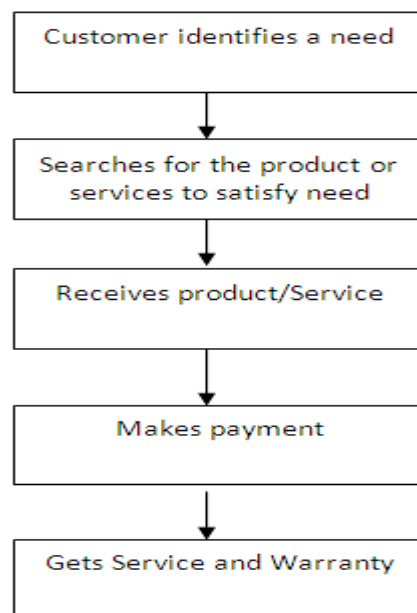 Customer identifies a need
Searches for the product or
services to satisfy need
Receives product/Service
Makes payment
Gets Service and Warranty